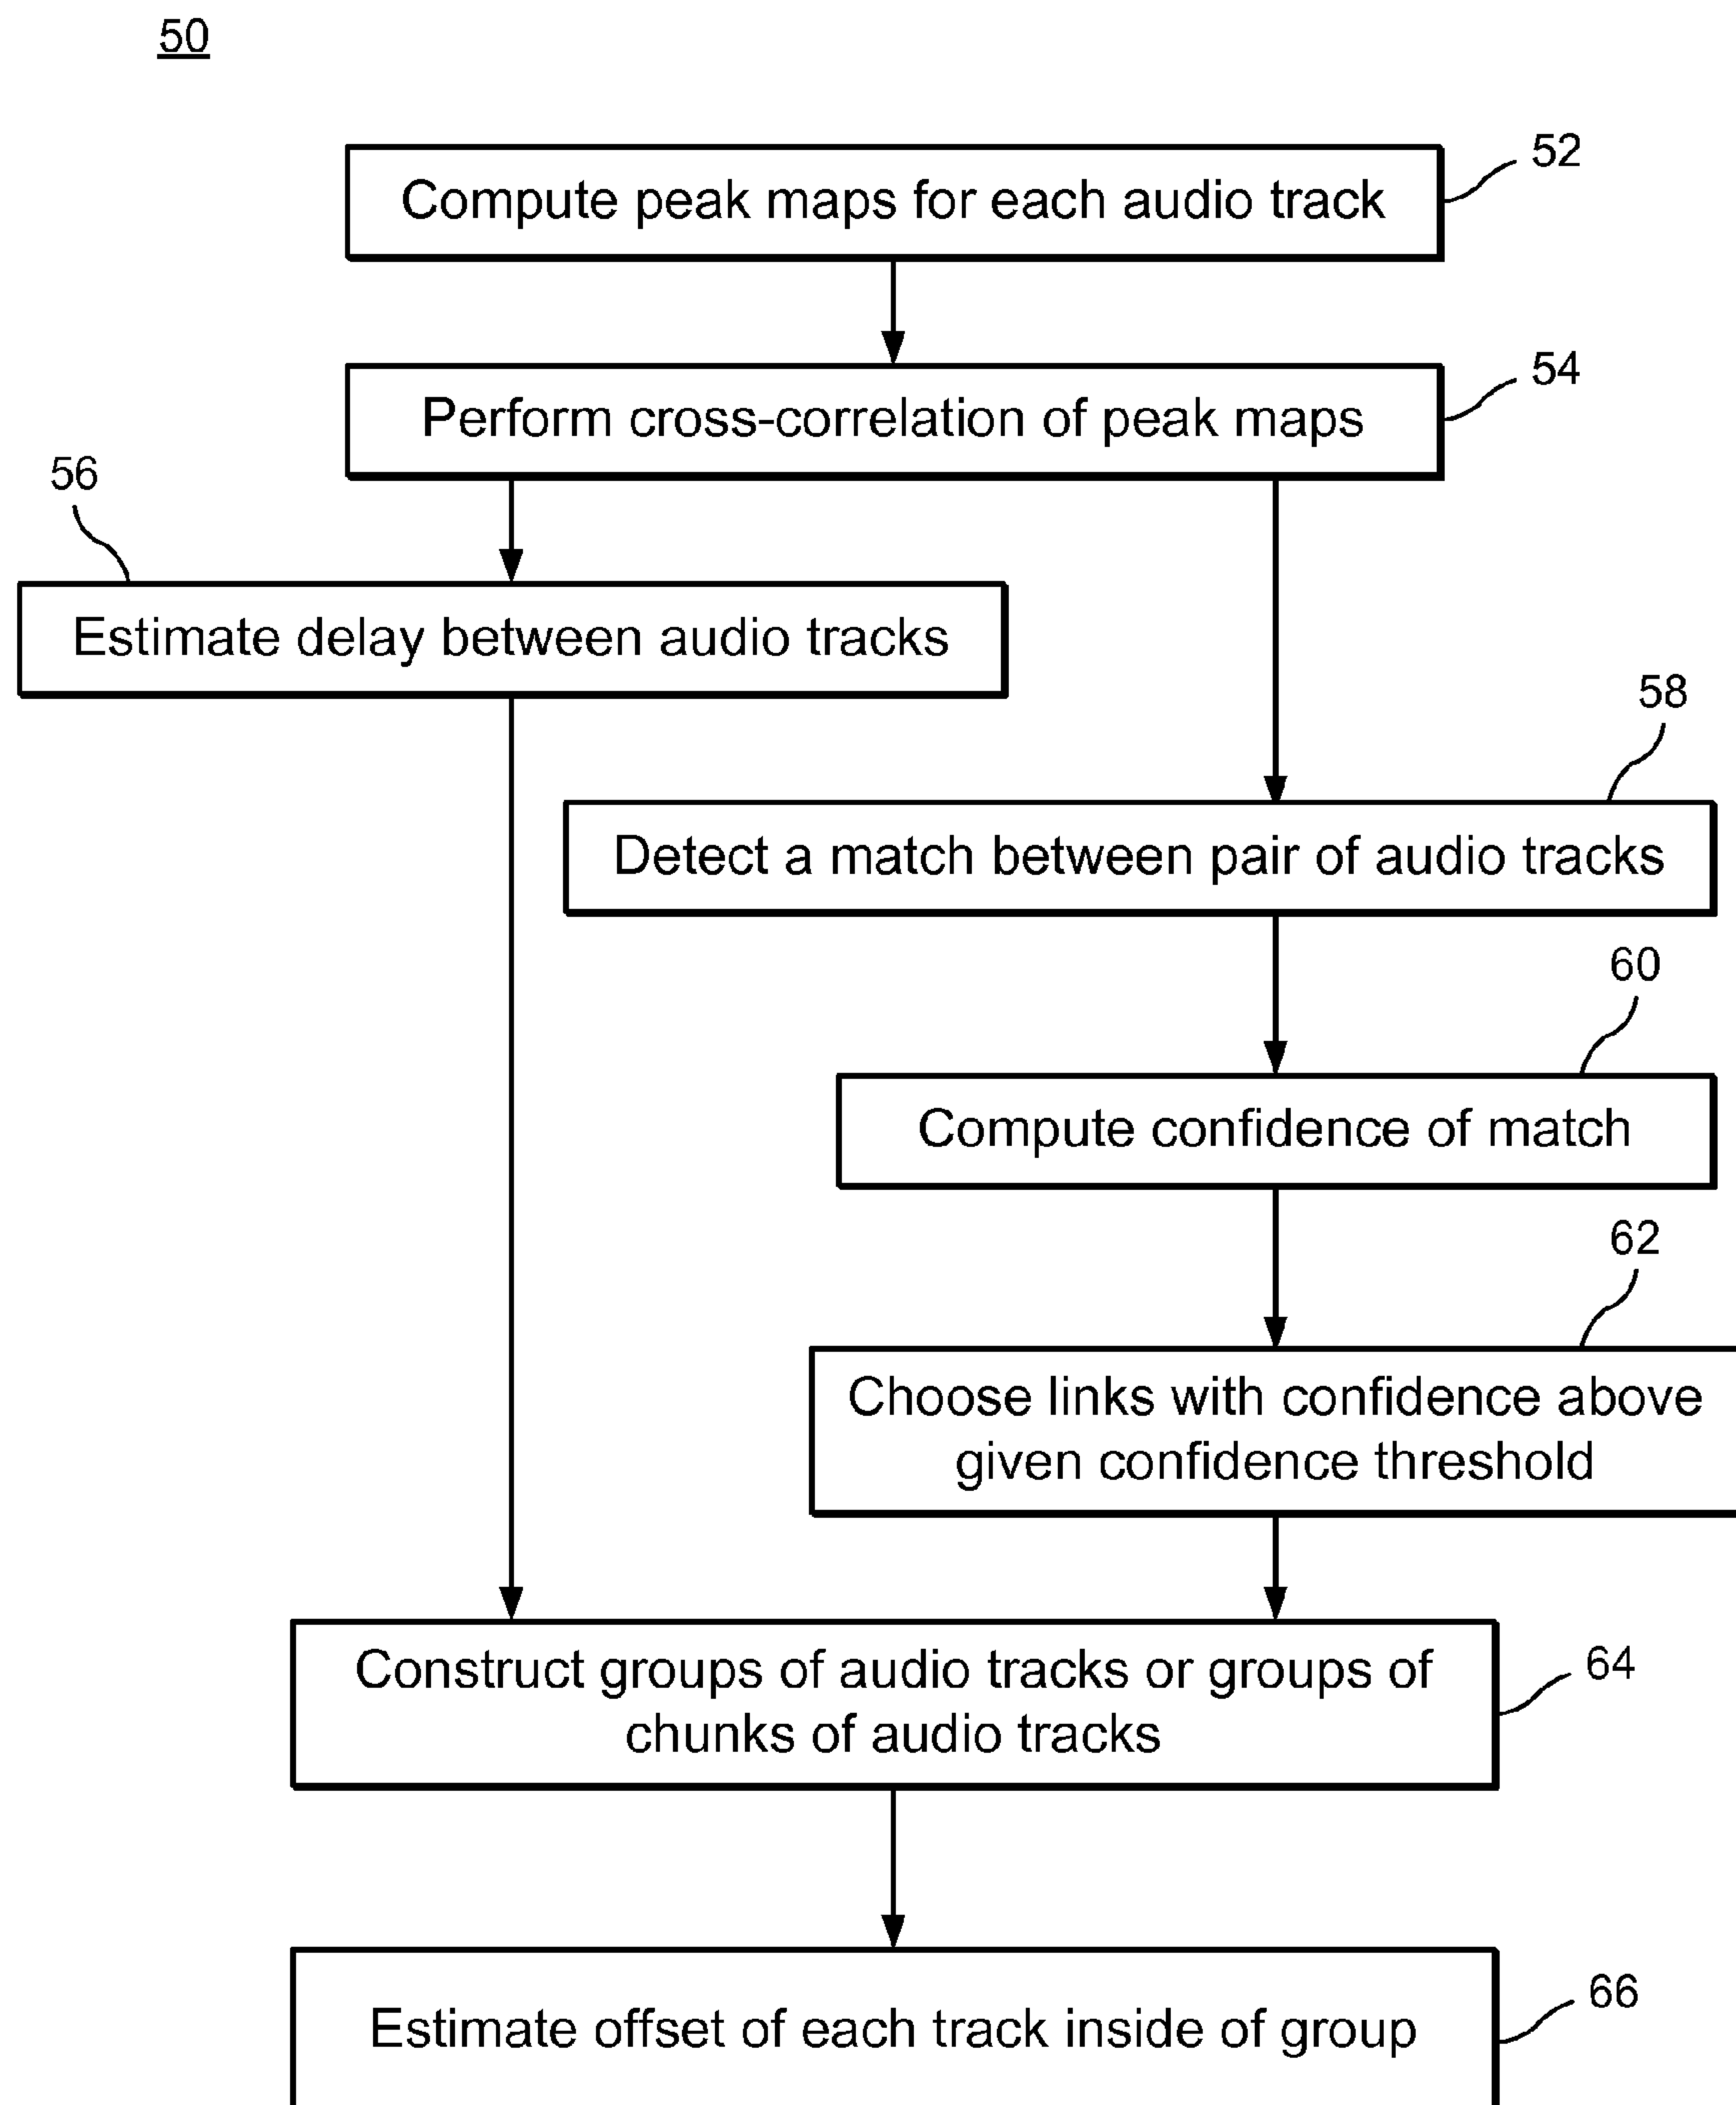 50
52
Compute peak maps for each audio track
54
Perform cross-correlation of peak maps
56
Estimate delay between audio tracks
58
Detect a match between pair of audio tracks
60
Compute confidence of match
62
Choose links with confidence above
given confidence threshold
64
Construct groups of audio tracks or groups of
chunks of audio tracks
66
Estimate offset of each track inside of group